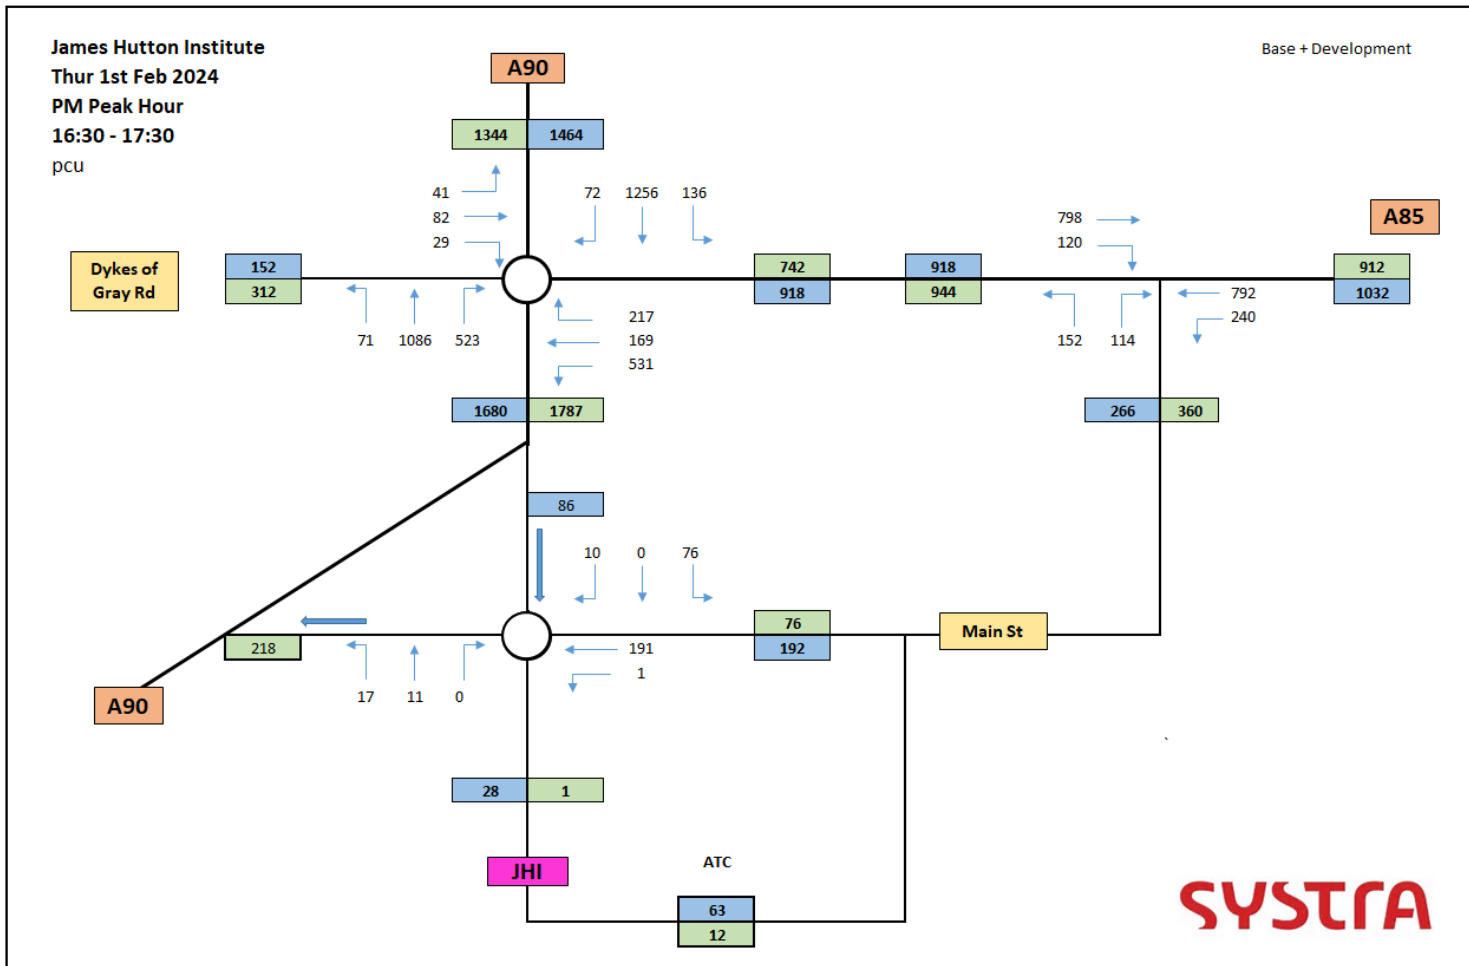 James Hutton Institute
Thur 1st Feb 2024
PM Peak Hour
16:30 - 17:30
pcu
Base + Development
A90
1344 1464
41
82
29
72 1256 136
798
120
A85
Dykes of
Gray Rd
152
312
742
918
918
944
912
1032
71 1086 523
217
169
531
152 114
792
240
1680 1787
266 360
86
10 0 76
218
76
192
Main St
191
1
A90
17 11 0
28 1
JHI
ATC
63
12
SYSTRA